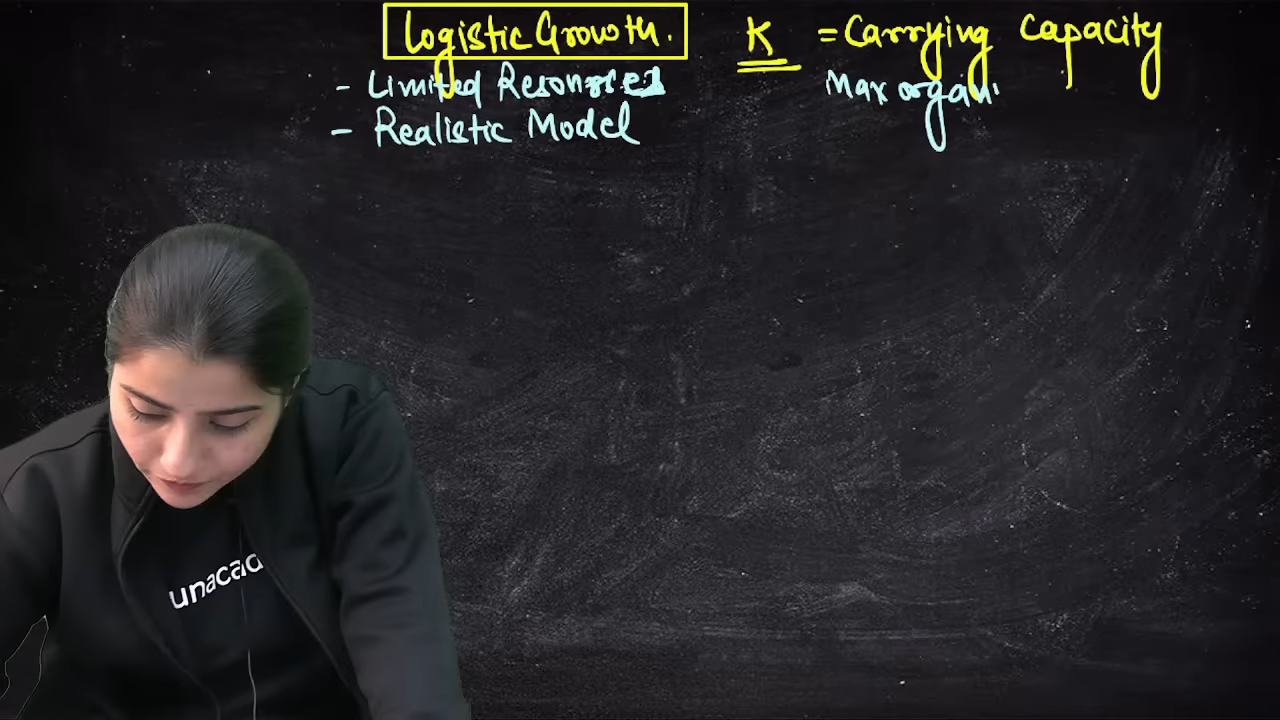 Logistic Growth.
- Limited Resources
- Realistic Model
K = Carrying Capacity
Max organi
unacad